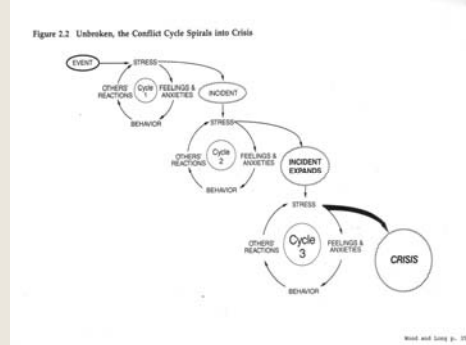 Figure 2.2 Unbroken, the Conflict Cycle Spirals into Crisis
EVENT
STRESS
OTHERS'
REACTIONS
Cycle
1
FEELINGS &
ANXIETIES
BEHAVIOR
INCIDENT
STRESS
OTHERS'
REACTIONS
Cycle
2
FEELINGS &
ANXIETIES
BEHAVIOR
INCIDENT
EXPANDS
STRESS
OTHERS'
REACTIONS
Cycle
3
FEELINGS &
ANXIETIES
BEHAVIOR
CRISIS
Wood and Long p.